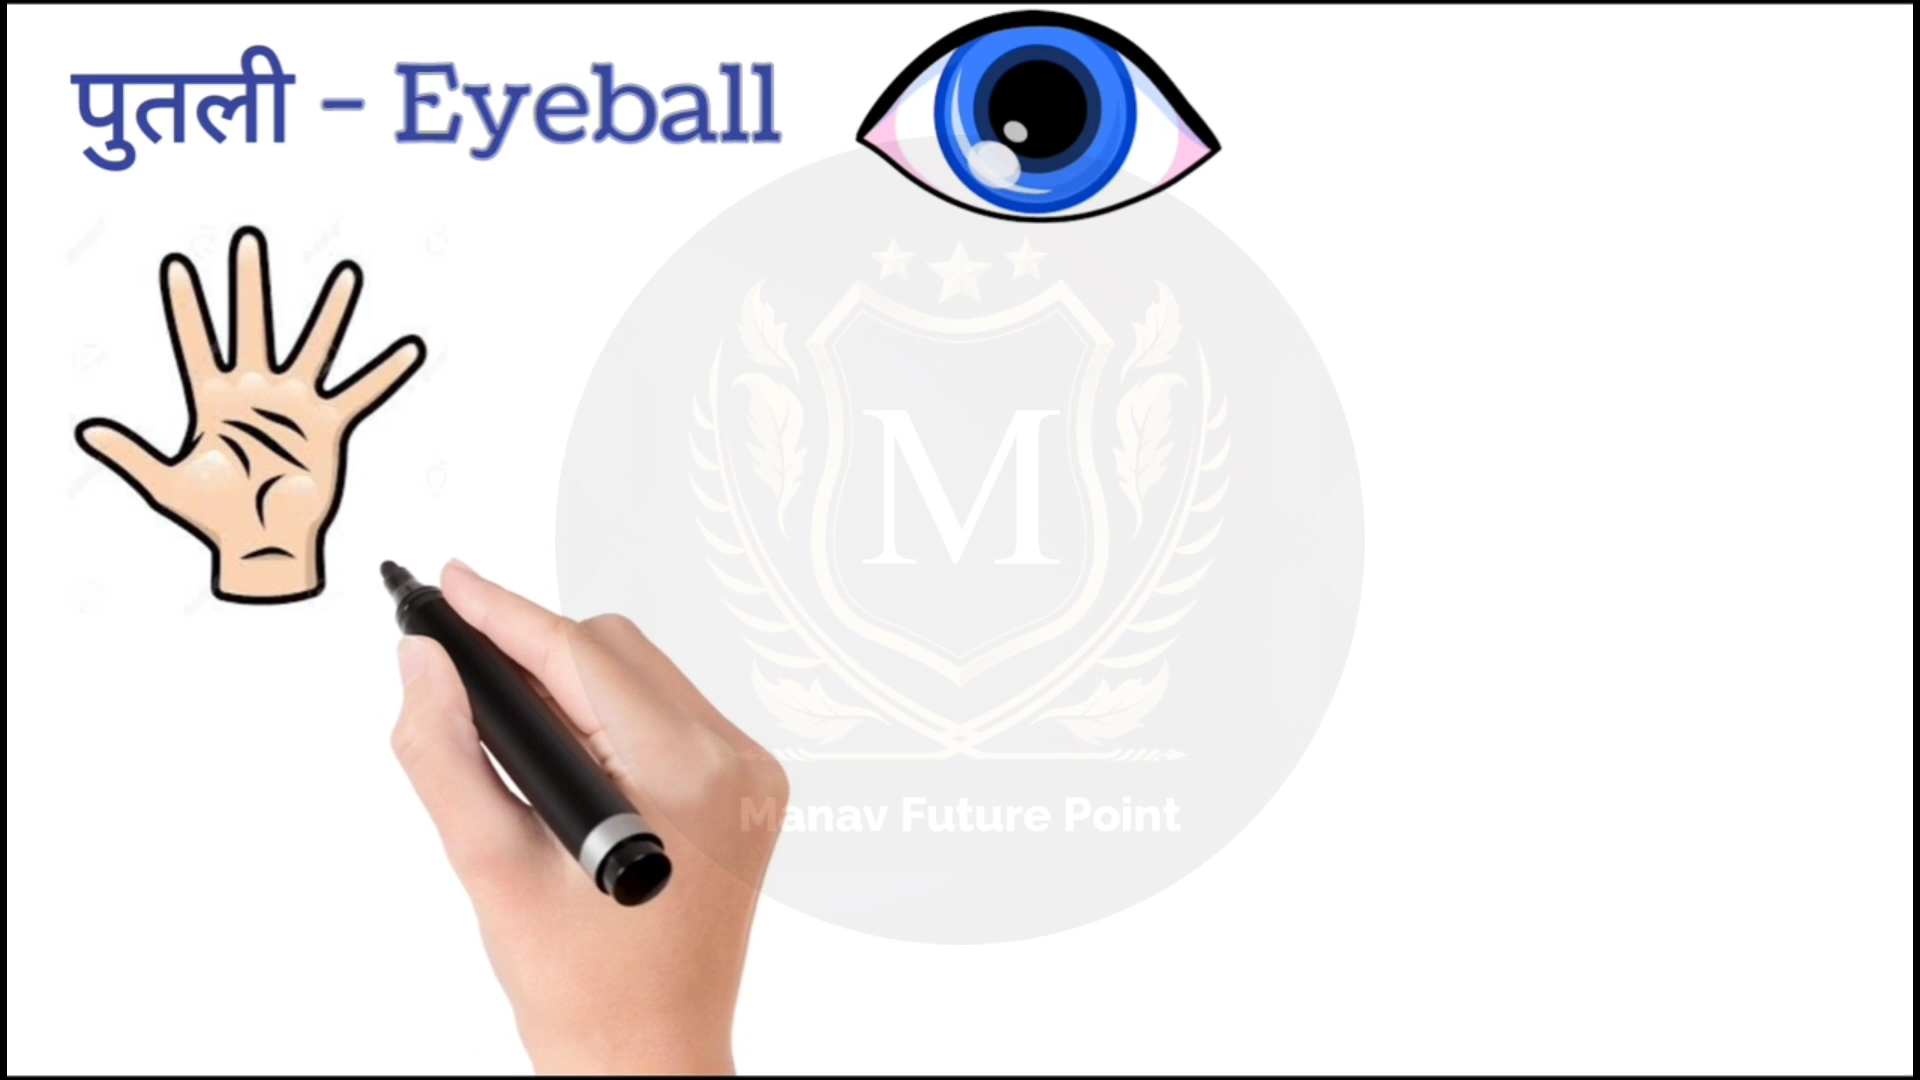 पुतली - Eyeball
M
Manav Future Point